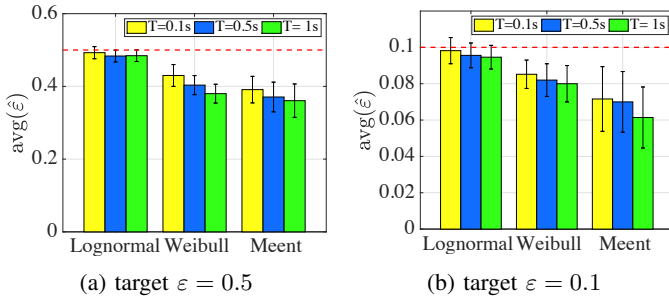 T=0.1s T=0.5s T= 1s
avg(ε̂)
0.6
0.4
0.2
0
Lognormal Weibull Meent
(a) target ε = 0.5
T=0.1s T=0.5s T= 1s
avg(ε̂)
0.1
0.08
0.06
0.04
0.02
0
Lognormal Weibull Meent
(b) target ε = 0.1